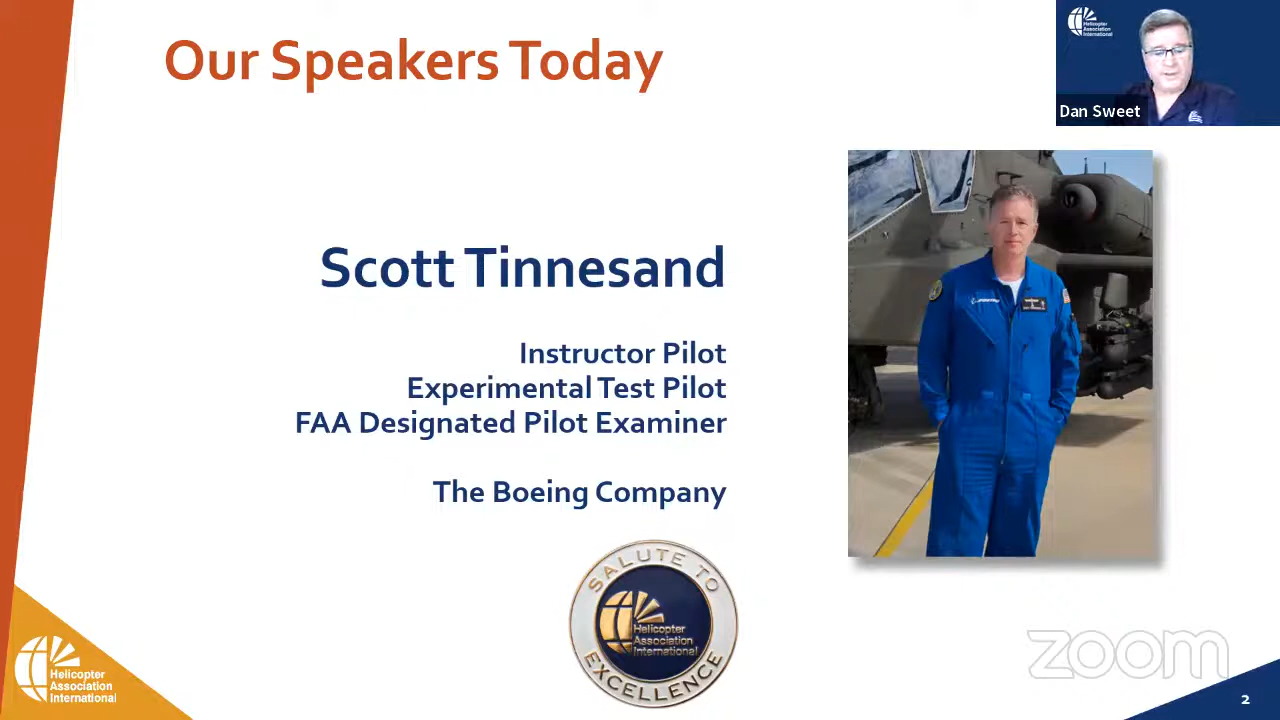 Our Speakers Today
Helicopter
Association
International
Dan Sweet
Scott Tinnesand
Instructor Pilot
Experimental Test Pilot
FAA Designated Pilot Examiner
The Boeing Company
BOEING
SALUTE TO
Helicopter
Association
International
EXCELLENCE
Helicopter
Association
International
zoom
2